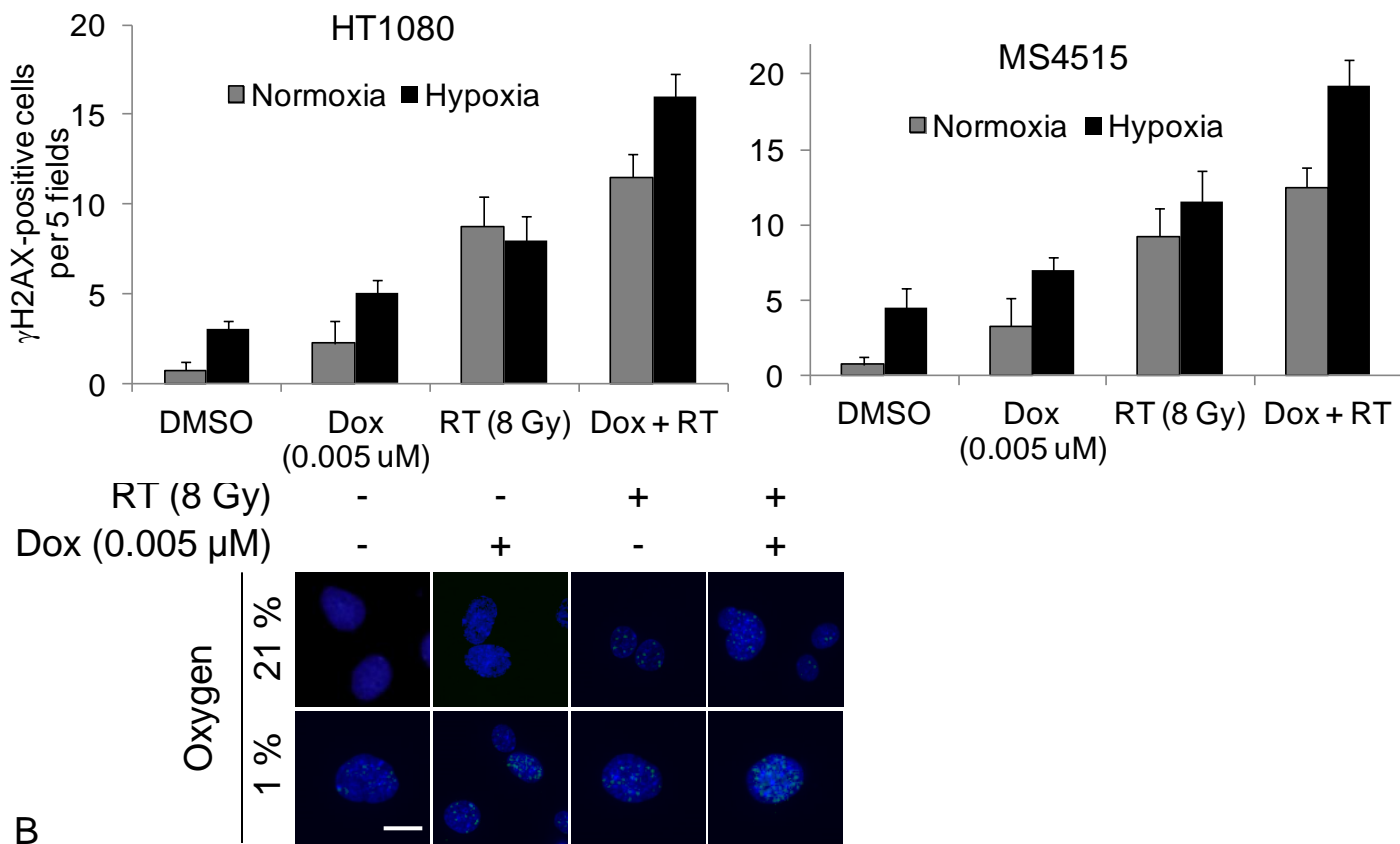 HT1080
γH2AX-positive cells
per 5 fields
20
15
10
5
0
Normoxia Hypoxia
DMSO Dox RT (8 Gy) Dox + RT
(0.005 uM)
MS4515
20
15
10
5
0
Normoxia Hypoxia
DMSO Dox RT (8 Gy) Dox + RT
(0.005 uM)
RT (8 Gy) - - + +
Dox (0.005 µM) - + - +
Oxygen
21 %
1 %
B